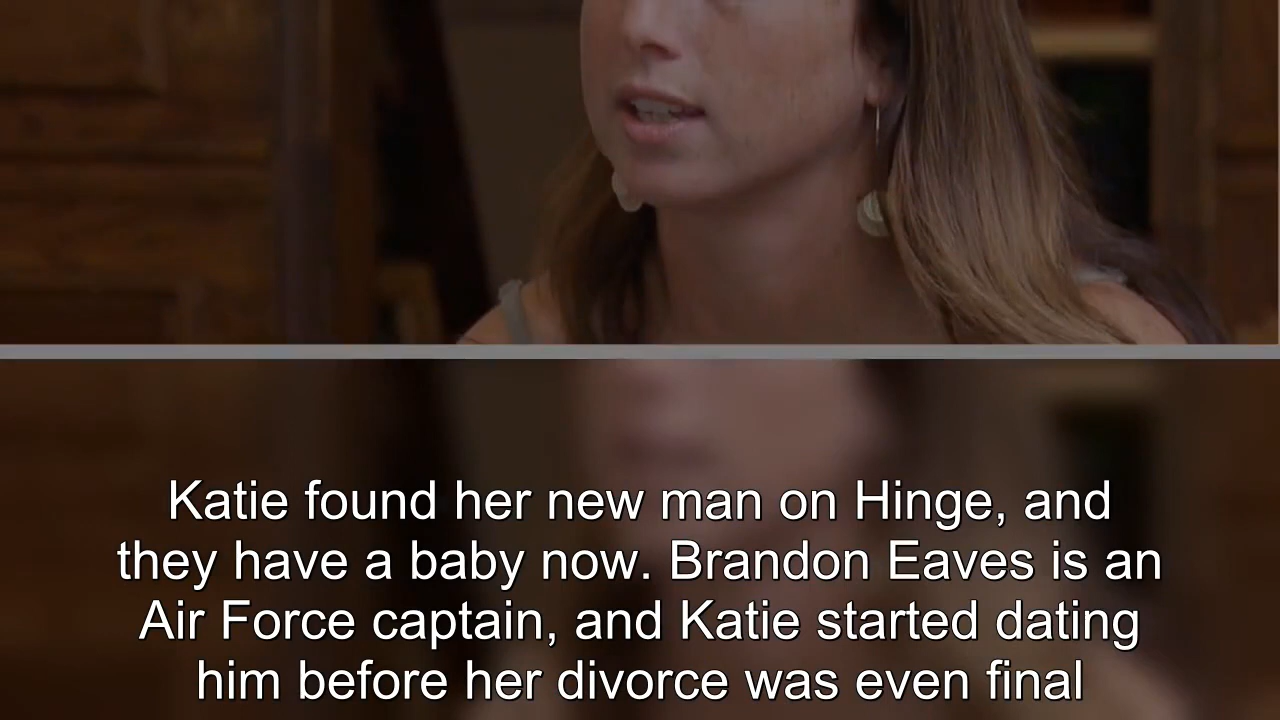 Katie found her new man on Hinge, and
they have a baby now. Brandon Eaves is an
Air Force captain, and Katie started dating
him before her divorce was even final